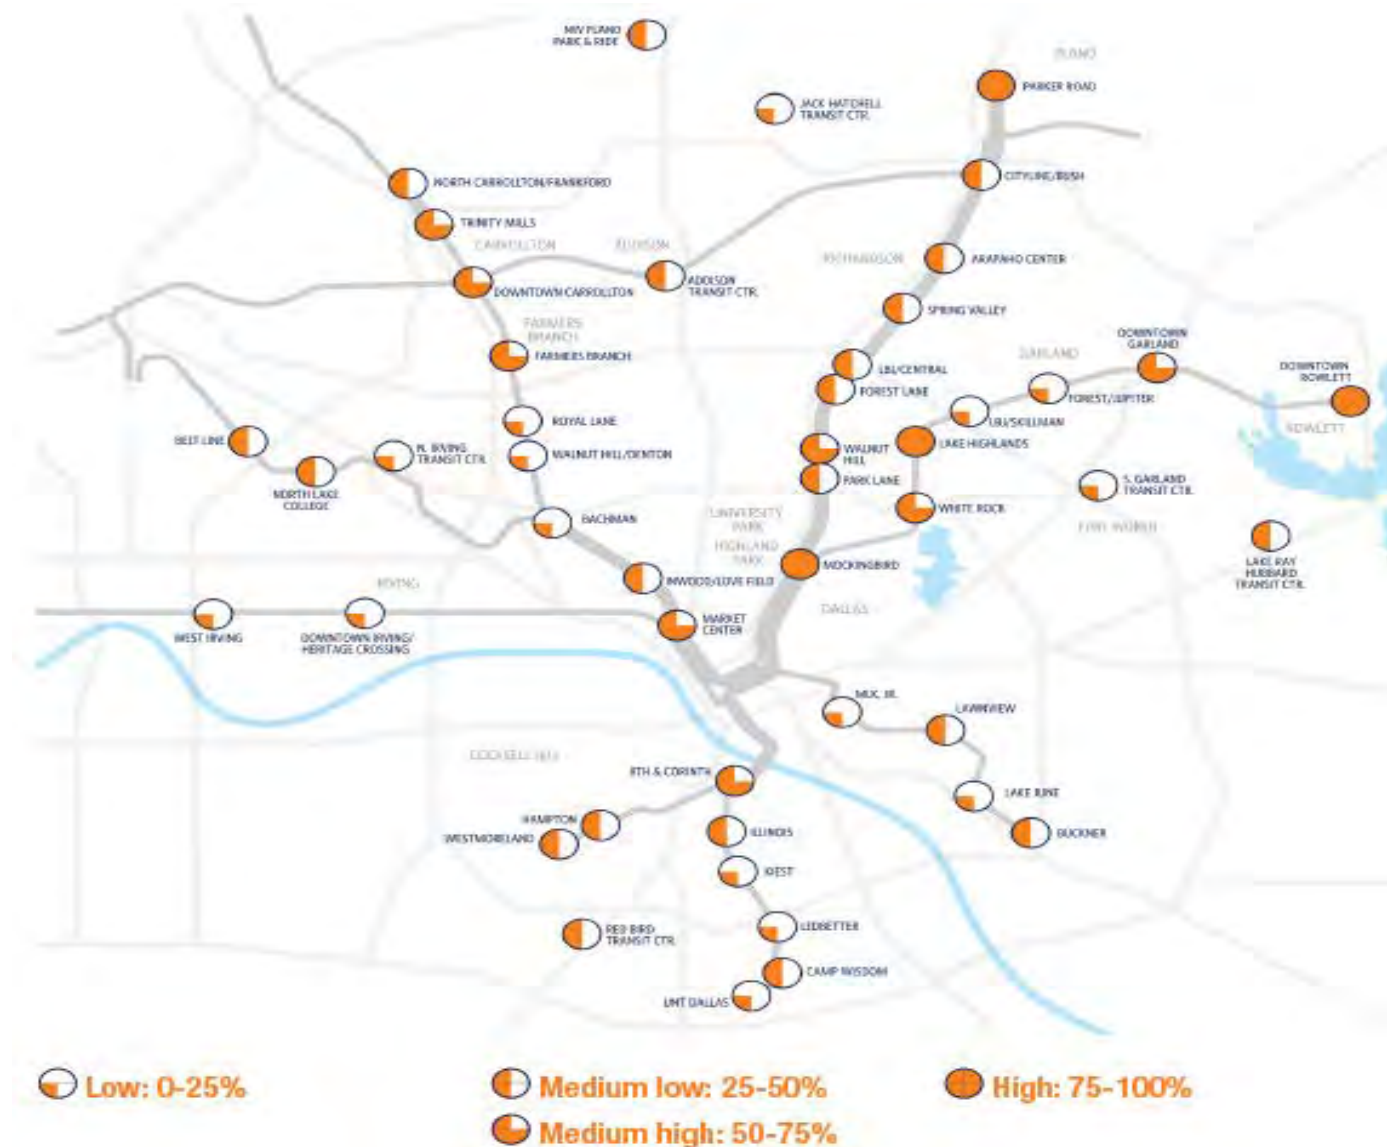 NW PLANO
PARK & RIDE
PLANO
PARKER ROAD
JACK HATCHELL
TRANSIT CTR.
NORTH CARROLLTON/FRANKFORD
CITYLINE/BUSH
TRINITY MILLS
CARROLLTON
ADDISON
RICHARDSON
ARAPAHO CENTER
DOWNTOWN CARROLLTON
ADDISON
TRANSIT CTR.
SPRING VALLEY
FARMERS
BRANCH
FARMERS BRANCH
DOWNTOWN
GARLAND
GARLAND
LBJ/CENTRAL
DOWNTOWN
ROWLETT
FOREST LANE
FOREST/JUPITER
ROYAL LANE
LBJ/SKILLMAN
ROWLETT
BELT LINE
N. IRVING
TRANSIT CTR.
WALNUT HILL/DENTON
WALNUT
HILL
LAKE HIGHLANDS
NORTH LAKE
COLLEGE
PARK LANE
S. GARLAND
TRANSIT CTR.
BACHMAN
UNIVERSITY
PARK
WHITE ROCK
HIGHLAND
PARK
MOCKINGBIRD
LAKE RAY
HUBBARD
TRANSIT CTR.
IRVING
INWOOD/LOVE FIELD
DALLAS
WEST IRVING
DOWNTOWN IRVING/
HERITAGE CROSSING
MARKET
CENTER
MLK, JR.
LAWNVIEW
COCKRELL HILL
8TH & CORINTH
LAKE JUNE
HAMPTON
WESTMORELAND
ILLINOIS
BUCKNER
KIEST
RED BIRD
TRANSIT CTR.
LEDBETTER
CAMP WISDOM
UNT DALLAS
Low: 0-25%
Medium low: 25-50%
High: 75-100%
Medium high: 50-75%